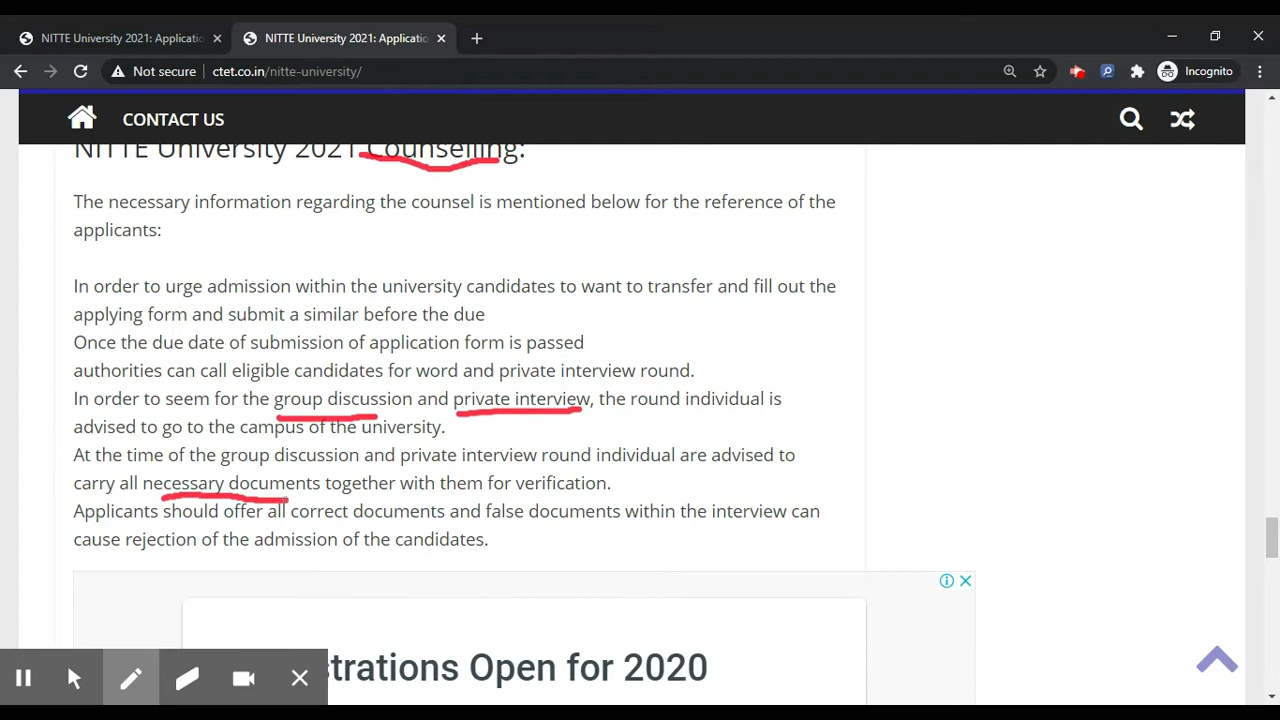 NITTE University 2021: Applicatio
NITTE University 2021: Applicatio
Not secure
ctet.co.in/nitte-university/
Incognito
CONTACT US
NITTE University 2021 Counselling:
The necessary information regarding the counsel is mentioned below for the reference of the
applicants:
In order to urge admission within the university candidates to want to transfer and fill out the
applying form and submit a similar before the due
Once the due date of submission of application form is passed
authorities can call eligible candidates for word and private interview round.
In order to seem for the group discussion and private interview, the round individual is
advised to go to the campus of the university.
At the time of the group discussion and private interview round individual are advised to
carry all necessary documents together with them for verification.
Applicants should offer all correct documents and false documents within the interview can
cause rejection of the admission of the candidates.
strations Open for 2020